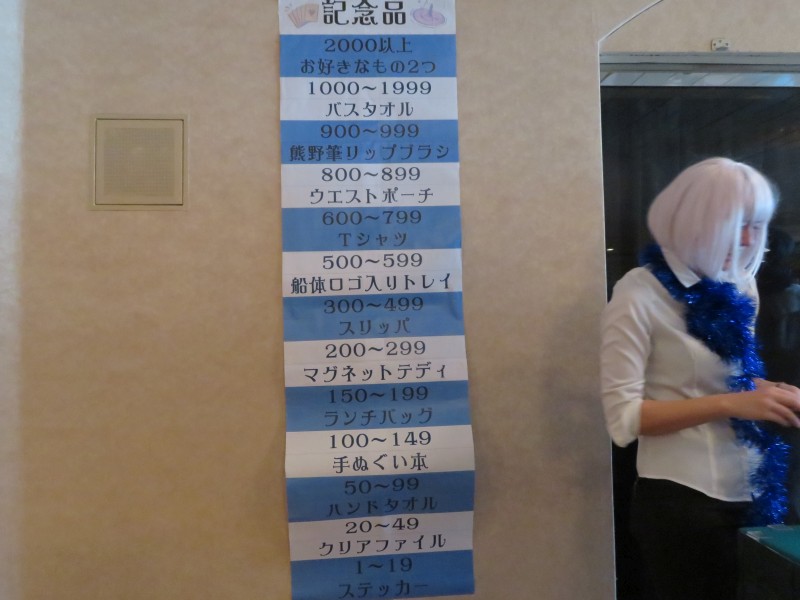 記念品
2000以上
お好きなもの2つ
1000〜1999
バスタオル
900〜999
熊野筆リップブラシ
800〜899
ウエストポーチ
600〜799
Tシャツ
500〜599
船体ロゴ入りトレイ
300〜499
スリッパ
200〜299
マグネットテディ
150〜199
ランチバッグ
100〜149
手ぬぐい本
50〜99
ハンドタオル
20〜49
クリアファイル
1〜19
ステッカー